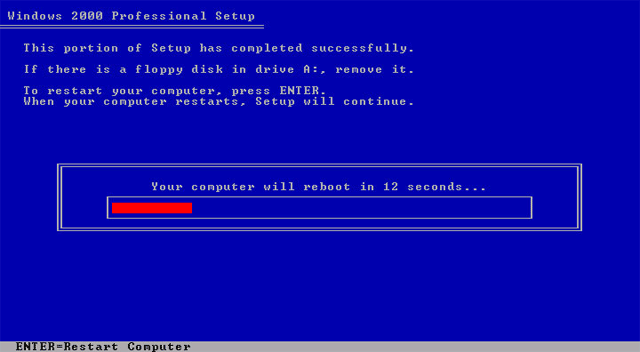 Windows 2000 Professional Setup
This portion of Setup has completed successfully.
If there is a floppy disk in drive A:, remove it.
To restart your computer, press ENTER.
When your computer restarts, Setup will continue.
Your computer will reboot in 12 seconds...
ENTER=Restart Computer